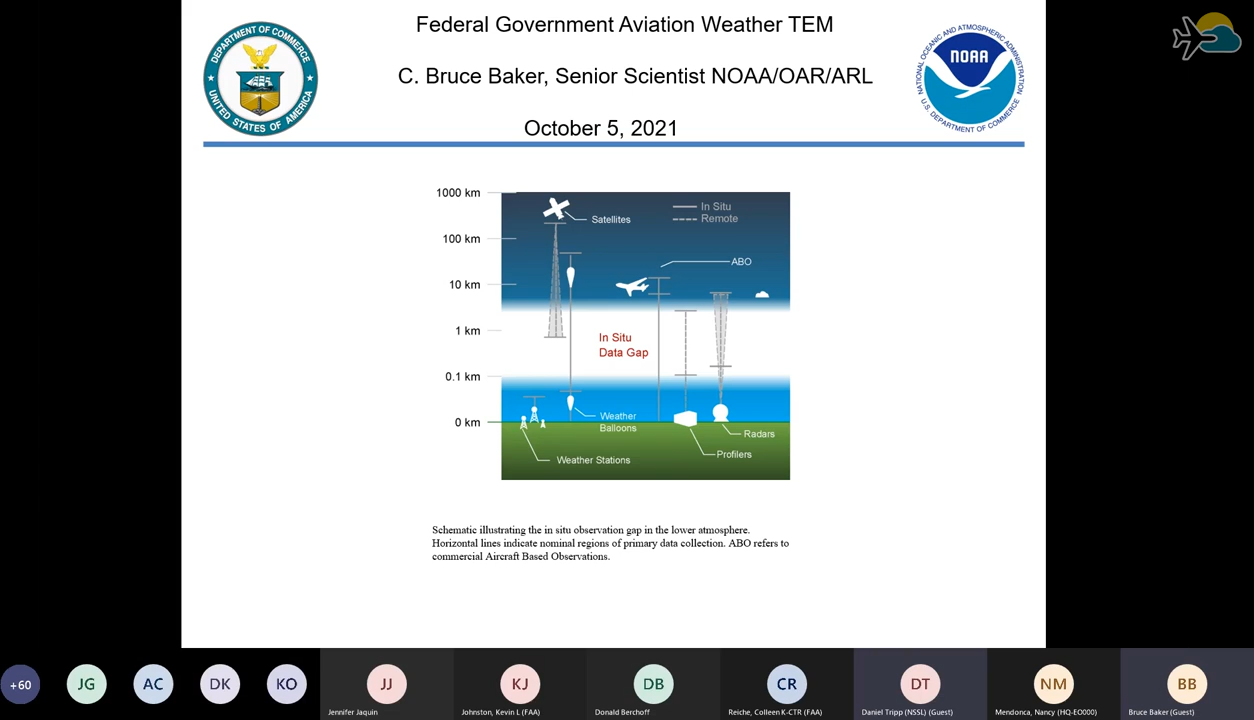 Federal Government Aviation Weather TEM
C. Bruce Baker, Senior Scientist NOAA/OAR/ARL
October 5, 2021
DEPARTMENT OF COMMERCE
UNITED STATES OF AMERICA
NATIONAL OCEANIC AND ATMOSPHERIC ADMINISTRATION
NOAA
U.S. DEPARTMENT OF COMMERCE
1000 km
100 km
10 km
1 km
0.1 km
0 km
Satellites
In Situ
Remote
ABO
In Situ
Data Gap
Weather
Balloons
Radars
Profilers
Weather Stations
Schematic illustrating the in situ observation gap in the lower atmosphere.
Horizontal lines indicate nominal regions of primary data collection. ABO refers to
commercial Aircraft Based Observations.
+60
JG
AC
DK
KO
JJ
KJ
DB
CR
DT
NM
BB
Jennifer Jaquin
Johnston, Kevin L (FAA)
Donald Berchoff
Reiche, Colleen K-CTR (FAA)
Daniel Tripp (NSSL) (Guest)
Mendonca, Nancy (HQ-EO000)
Bruce Baker (Guest)